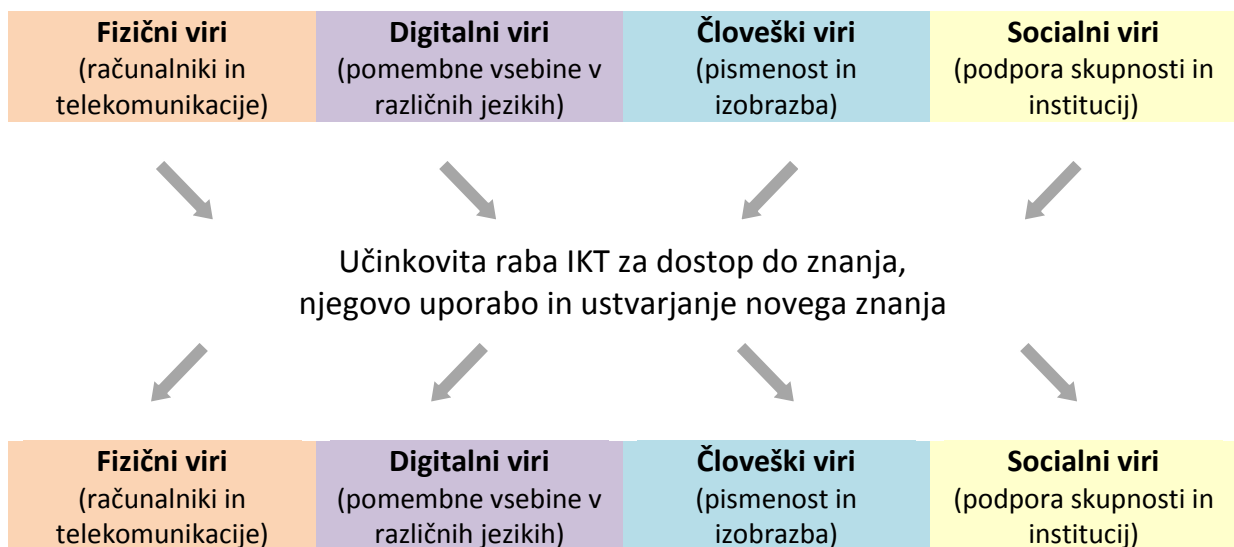 Fizični viri
(računalniki in
telekomunikacije)
Digitalni viri
(pomembne vsebine v
različnih jezikih)
Človeški viri
(pismenost in
izobrazba)
Socialni viri
(podpora skupnosti in
institucij)
Učinkovita raba IKT za dostop do znanja,
njegovo uporabo in ustvarjanje novega znanja
Fizični viri
(računalniki in
telekomunikacije)
Digitalni viri
(pomembne vsebine v
različnih jezikih)
Človeški viri
(pismenost in
izobrazba)
Socialni viri
(podpora skupnosti in
institucij)